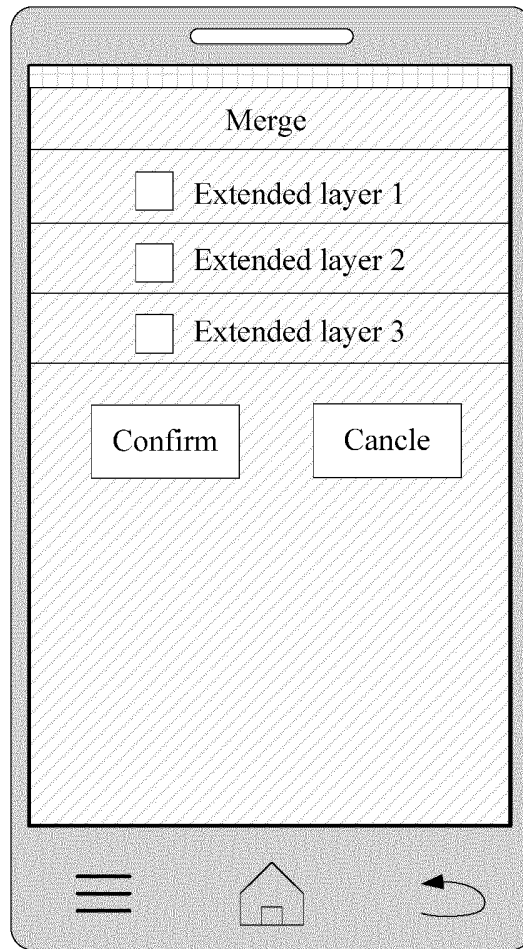 Merge
Extended layer 1
Extended layer 2
Extended layer 3
Confirm
Cancle